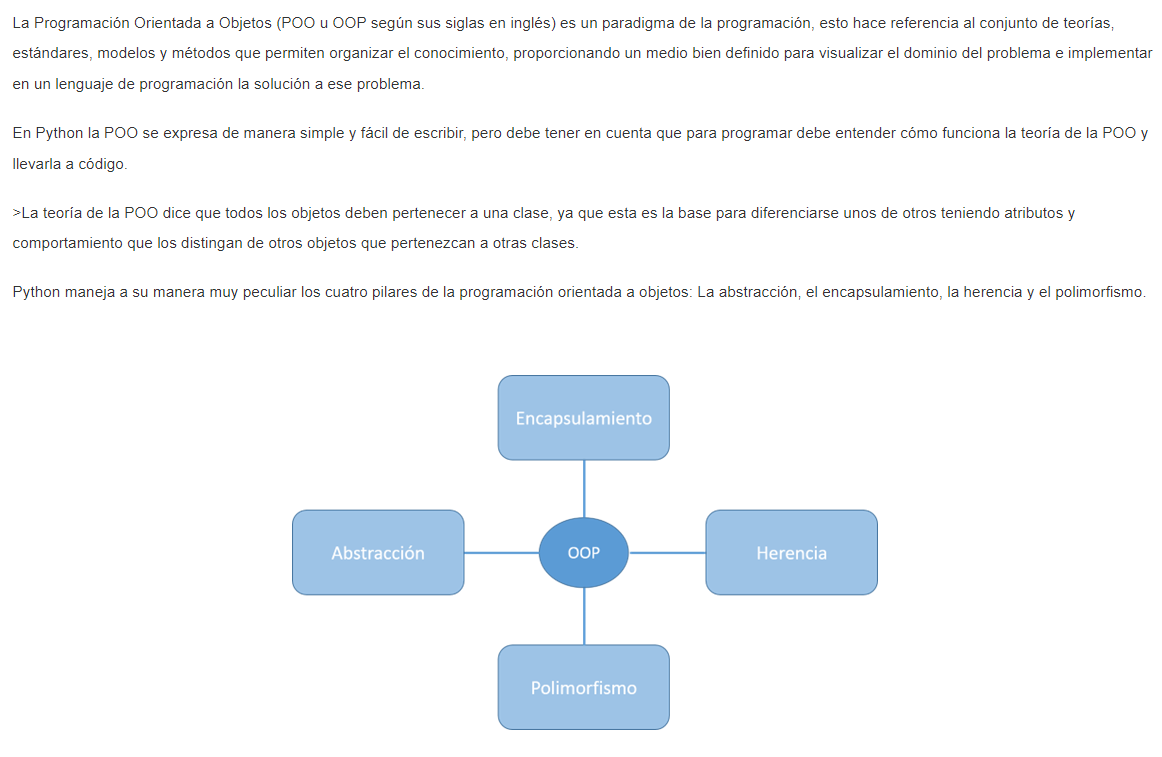 La Programación Orientada a Objetos (POO u OOP según sus siglas en inglés) es un paradigma de la programación, esto hace referencia al conjunto de teorías,
estándares, modelos y métodos que permiten organizar el conocimiento, proporcionando un medio bien definido para visualizar el dominio del problema e implementar
en un lenguaje de programación la solución a ese problema.
En Python la POO se expresa de manera simple y fácil de escribir, pero debe tener en cuenta que para programar debe entender cómo funciona la teoría de la POO y
llevarla a código.
>La teoría de la POO dice que todos los objetos deben pertenecer a una clase, ya que esta es la base para diferenciarse unos de otros teniendo atributos y
comportamiento que los distingan de otros objetos que pertenezcan a otras clases.
Python maneja a su manera muy peculiar los cuatro pilares de la programación orientada a objetos: La abstracción, el encapsulamiento, la herencia y el polimorfismo.
Encapsulamiento
Abstracción
OOP
Herencia
Polimorfismo